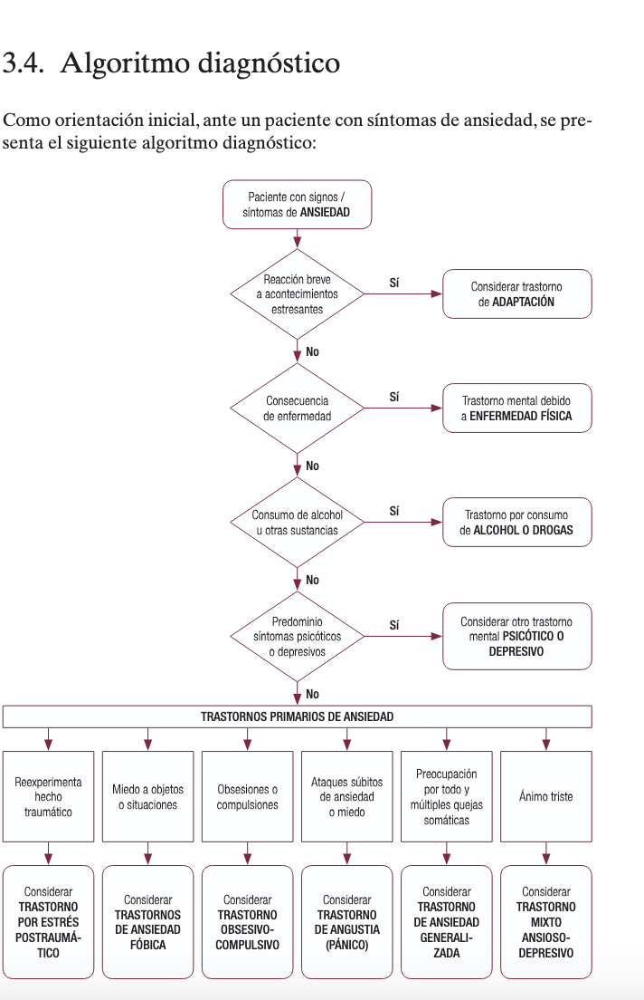 3.4. Algoritmo diagnóstico
Como orientación inicial, ante un paciente con síntomas de ansiedad, se pre-
senta el siguiente algoritmo diagnóstico:
Paciente con signos /
síntomas de ANSIEDAD
Reacción breve
a acontecimientos
estresantes
Sí
Considerar trastorno
de ADAPTACIÓN
No
Consecuencia
de enfermedad
Sí
Trastorno mental debido
a ENFERMEDAD FÍSICA
No
Consumo de alcohol
u otras sustancias
Sí
Trastorno por consumo
de ALCOHOL O DROGAS
No
Predominio
síntomas psicóticos
o depresivos
Sí
Considerar otro trastorno
mental PSICÓTICO O
DEPRESIVO
No
TRASTORNOS PRIMARIOS DE ANSIEDAD
Reexperimenta
hecho
traumático
Miedo a objetos
o situaciones
Obsesiones o
compulsiones
Ataques súbitos
de ansiedad
o miedo
Preocupación
por todo y
múltiples quejas
somáticas
Ánimo triste
Considerar
TRASTORNO
POR ESTRÉS
POSTRAUMÁ-
TICO
Considerar
TRASTORNOS
DE ANSIEDAD
FÓBICA
Considerar
TRASTORNO
OBSESIVO-
COMPULSIVO
Considerar
TRASTORNO
DE ANGUSTIA
(PÁNICO)
Considerar
TRASTORNO
DE ANSIEDAD
GENERALI-
ZADA
Considerar
TRASTORNO
MIXTO
ANSIOSO-
DEPRESIVO